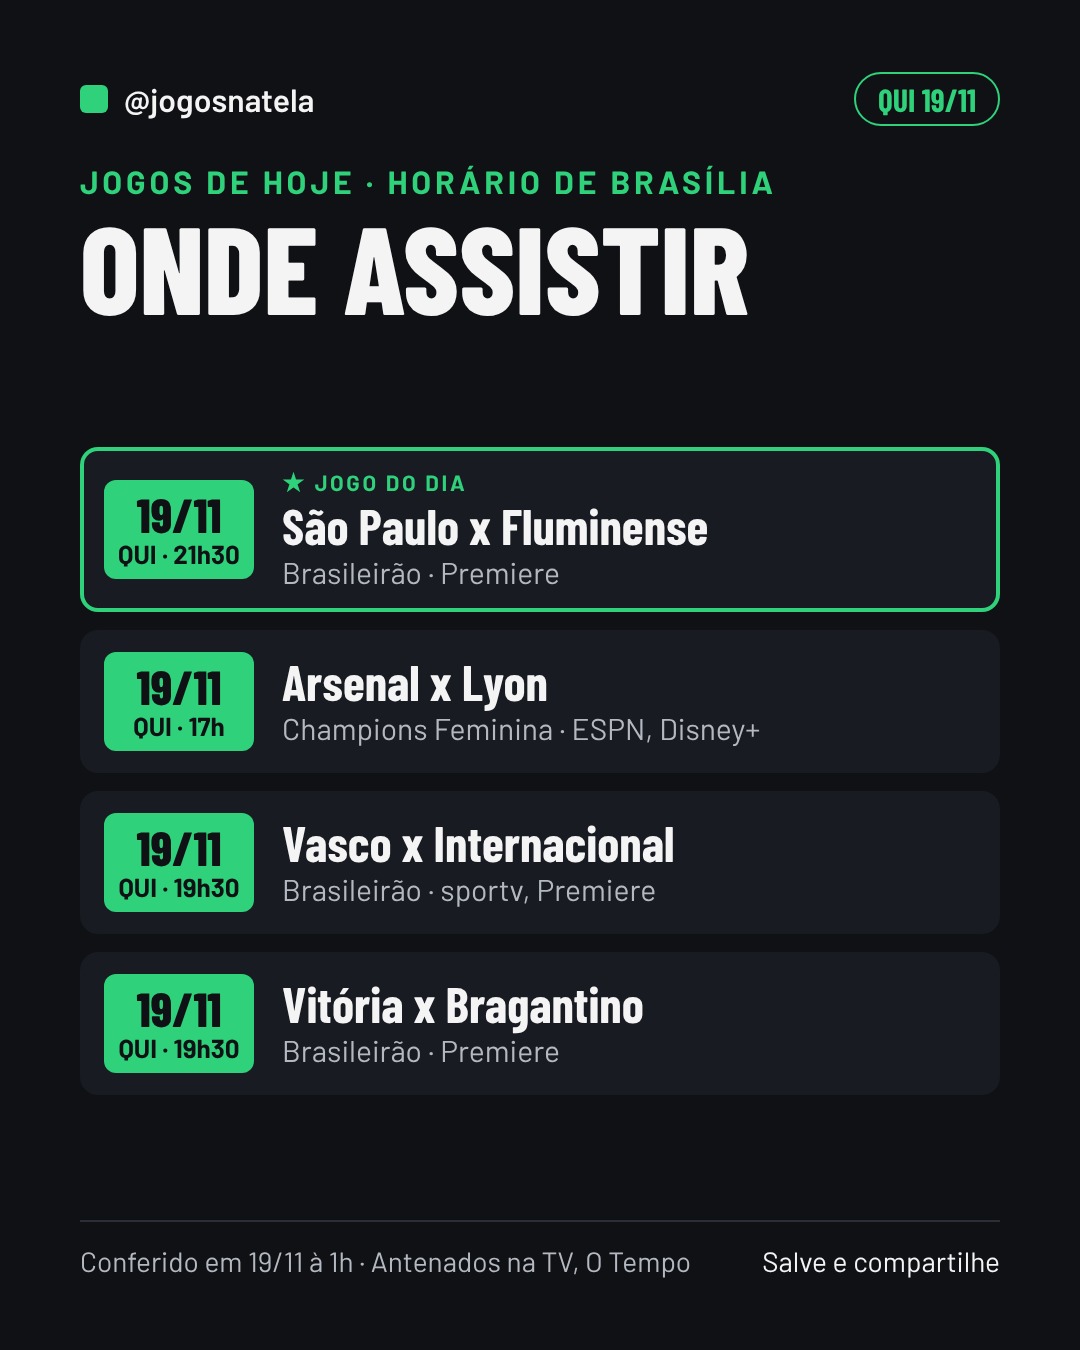 @jogosnatela
QUI 19/11
JOGOS DE HOJE · HORÁRIO DE BRASÍLIA
ONDE ASSISTIR
★ JOGO DO DIA
19/11
QUI · 21h30
São Paulo x Fluminense
Brasileirão · Premiere
19/11
QUI · 17h
Arsenal x Lyon
Champions Feminina · ESPN, Disney+
19/11
QUI · 19h30
Vasco x Internacional
Brasileirão · sportv, Premiere
19/11
QUI · 19h30
Vitória x Bragantino
Brasileirão · Premiere
Conferido em 19/11 à 1h · Antenados na TV, O Tempo
Salve e compartilhe